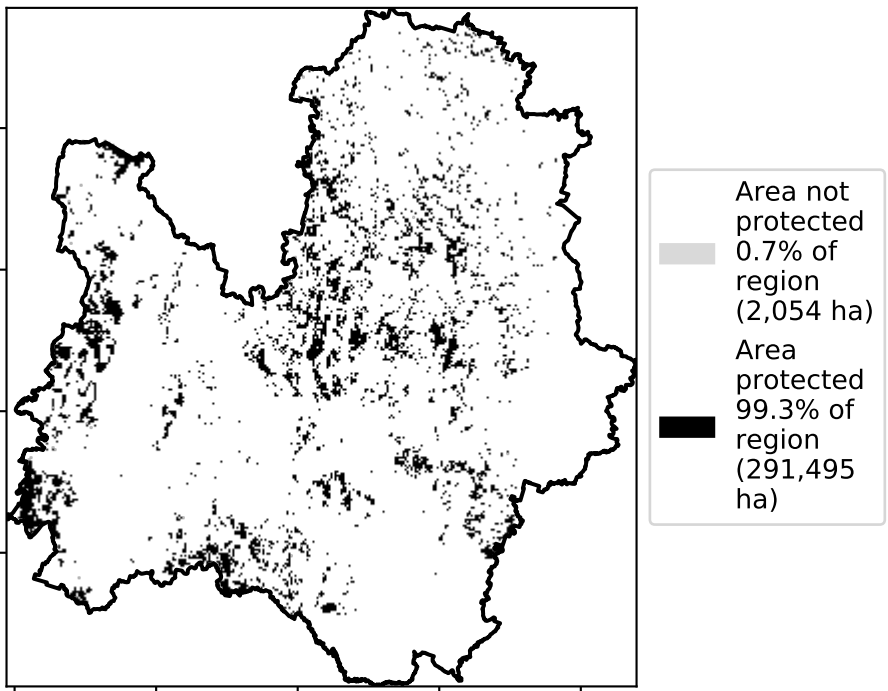 Area not
protected
0.7% of
region
(2,054 ha)
Area
protected
99.3% of
region
(291,495
ha)